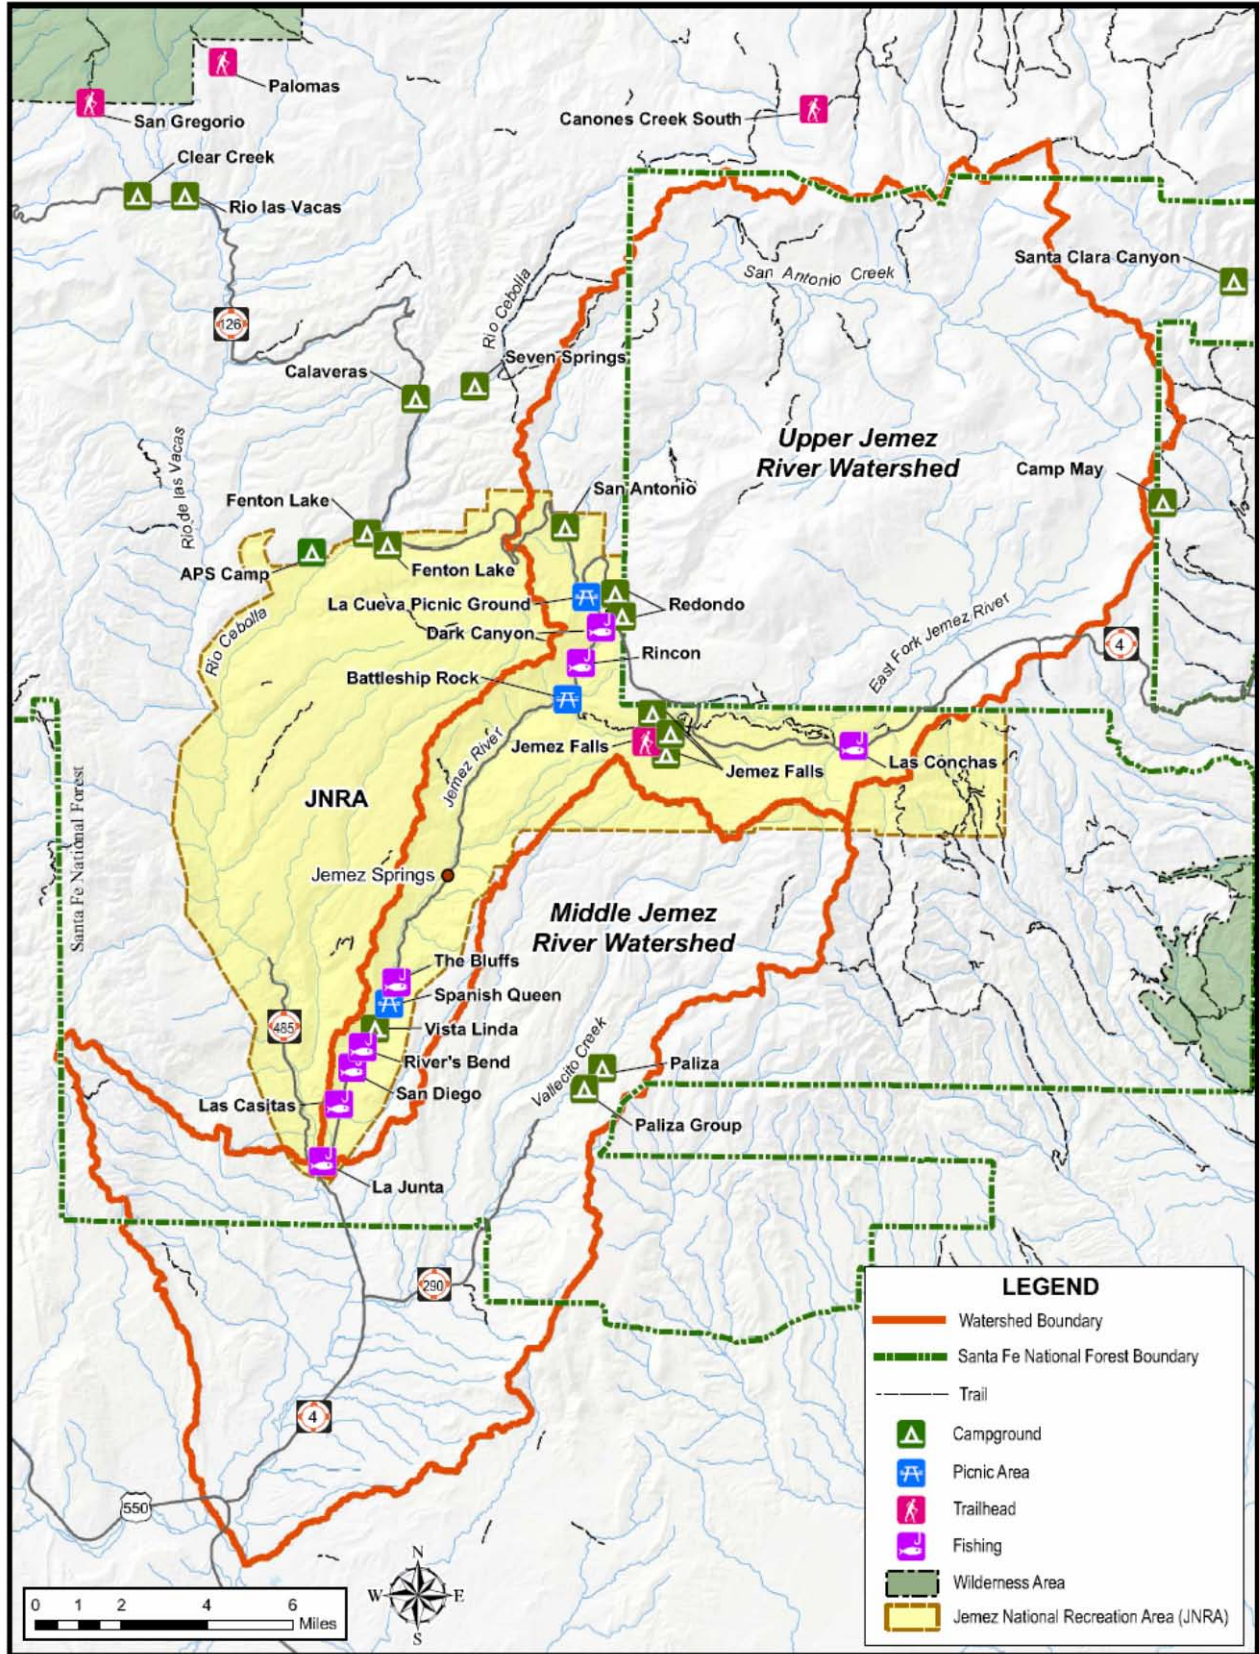 Palomas
San Gregorio
Canones Creek South
Clear Creek
Rio las Vacas
Santa Clara Canyon
San Antonio Creek
Rio Cebolla
126
Seven Springs
Calaveras
Upper Jemez
River Watershed
Rio de las Vacas
Camp May
San Antonio
Fenton Lake
APS Camp
Fenton Lake
La Cueva Picnic Ground
Redondo
Dark Canyon
Rio Cebolla
East Fork Jemez River
4
Rincon
Battleship Rock
Jemez Falls
Las Conchas
Jemez Falls
Jemez River
JNRA
Santa Fe National Forest
Jemez Springs
Middle Jemez
River Watershed
The Bluffs
Spanish Queen
485
Vista Linda
River's Bend
Vallecito Creek
Paliza
San Diego
Las Casitas
Paliza Group
La Junta
290
4
550
LEGEND
Watershed Boundary
Santa Fe National Forest Boundary
Trail
Campground
Picnic Area
Trailhead
Fishing
Wilderness Area
Jemez National Recreation Area (JNRA)
N
W E
S
0 1 2 4 6
Miles